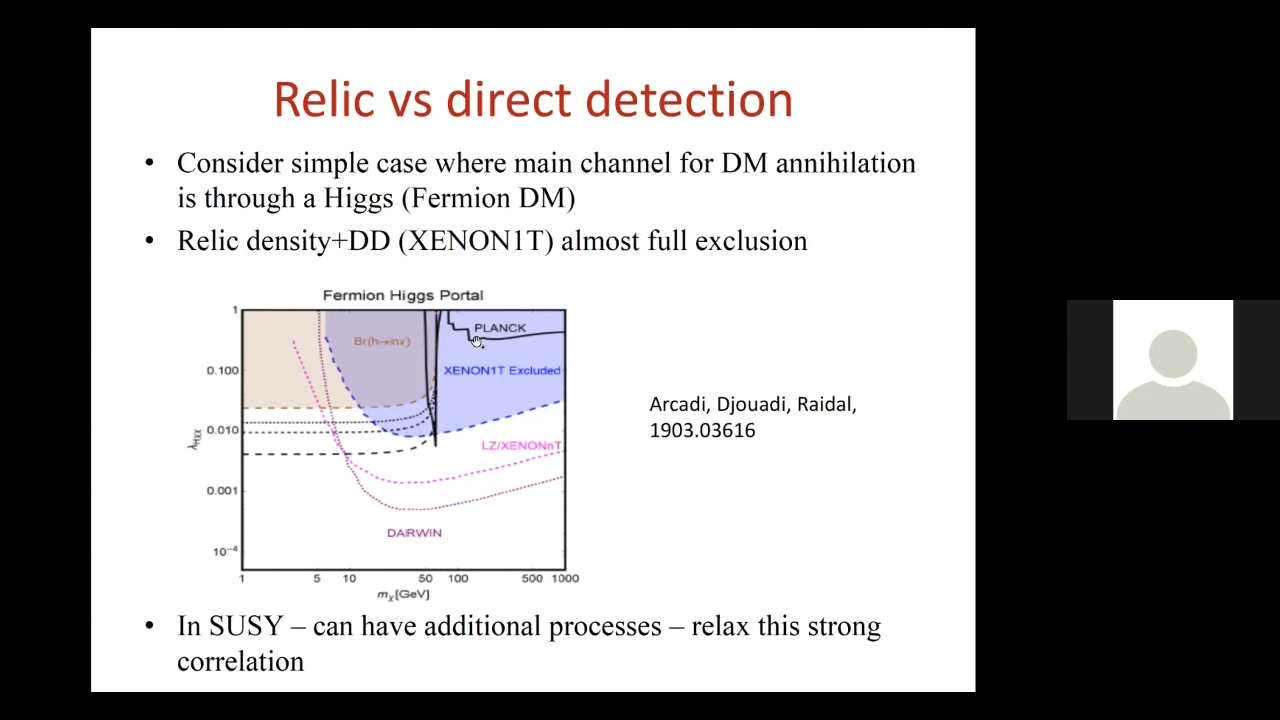 Relic vs direct detection
• Consider simple case where main channel for DM annihilation
is through a Higgs (Fermion DM)
• Relic density+DD (XENON1T) almost full exclusion
Fermion Higgs Portal
1
0.100
0.010
0.001
10⁻⁴
λHχχ
Br(h→inv)
PLANCK
XENON1T Excluded
LZ/XENONnT
DARWIN
1 5 10 50 100 500 1000
mχ[GeV]
Arcadi, Djouadi, Raidal,
1903.03616
• In SUSY – can have additional processes – relax this strong
correlation